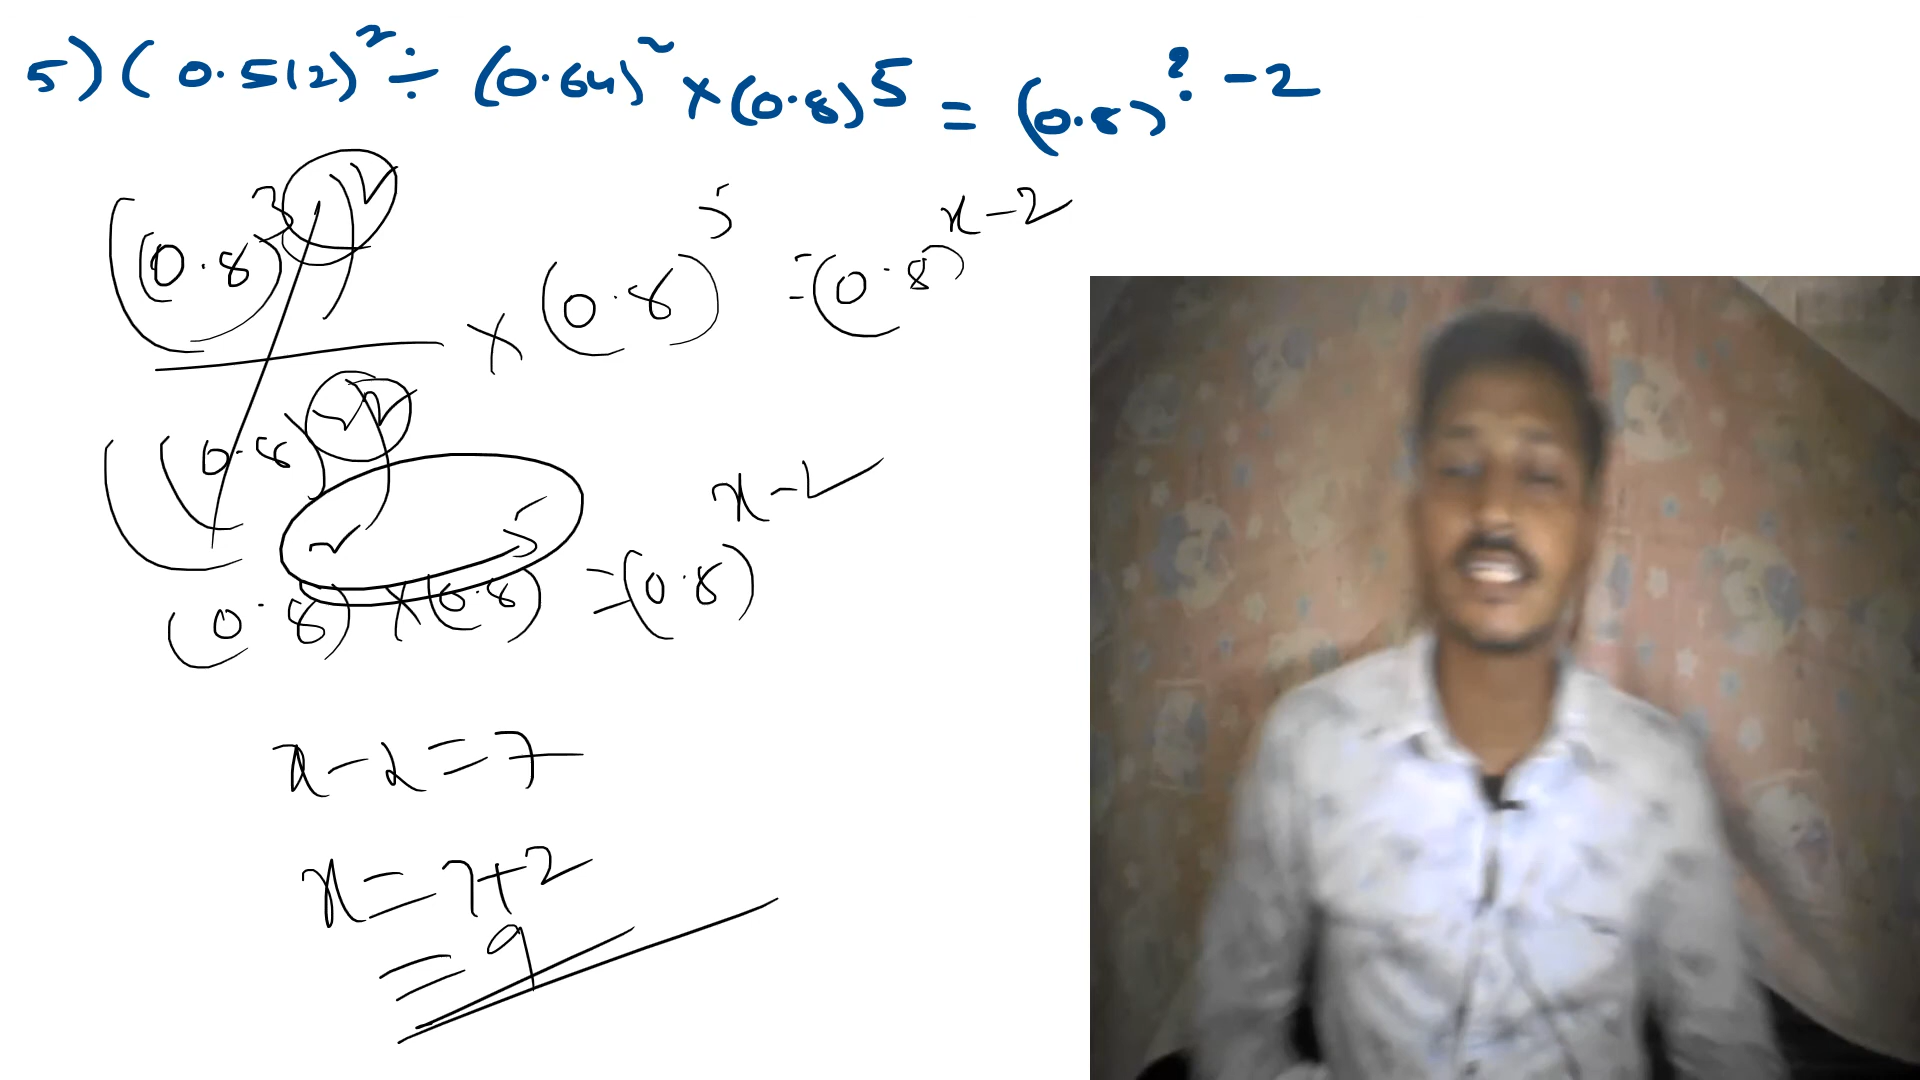 5) (0.512)² ÷ (0.64)² × (0.8)5 = (0.8)? -2
((0.8)³)² × (0.8)⁵ = (0.8)ˣ⁻²
((0.8)²)²
(0.8)² × (0.8)⁵ = (0.8)ˣ⁻²
x-2=7
x=7+2
=9